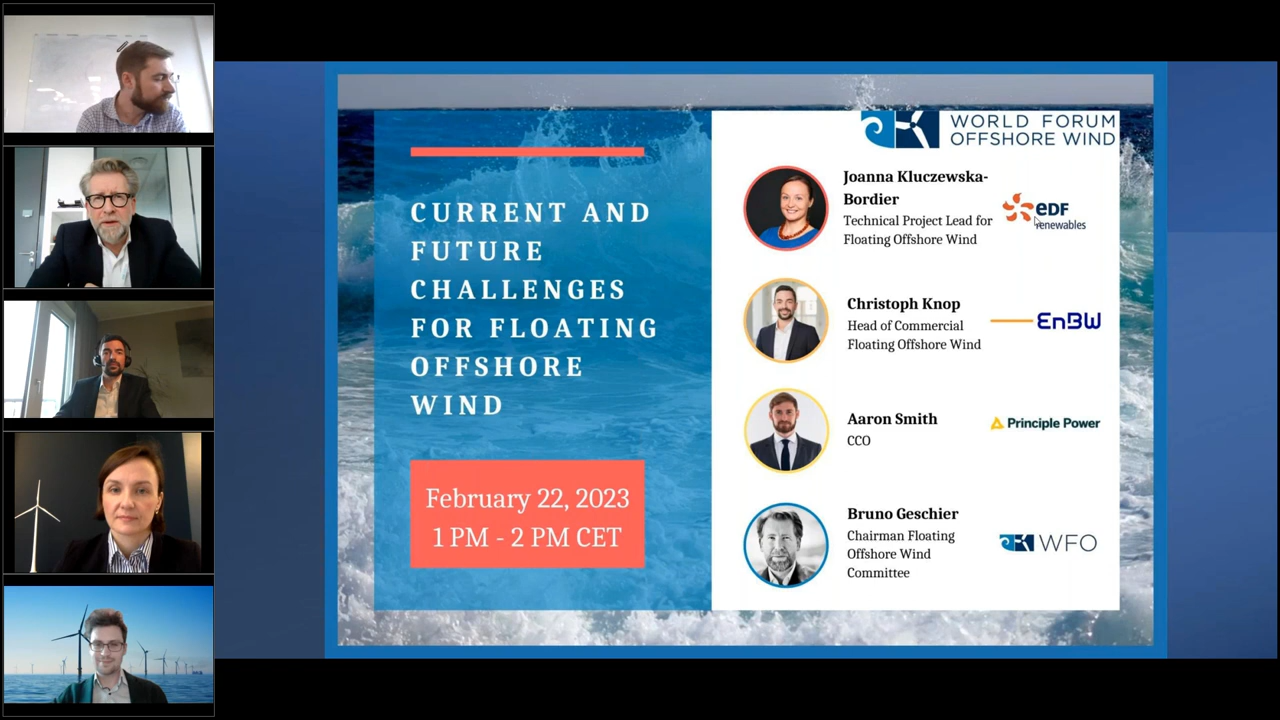 CURRENT AND
FUTURE
CHALLENGES
FOR FLOATING
OFFSHORE
WIND
February 22, 2023
1 PM - 2 PM CET
WORLD FORUM
OFFSHORE WIND
Joanna Kluczewska-
Bordier
Technical Project Lead for
Floating Offshore Wind
eDF
renewables
Christoph Knop
Head of Commercial
Floating Offshore Wind
EnBW
Aaron Smith
CCO
Principle Power
Bruno Geschier
Chairman Floating
Offshore Wind
Committee
WFO